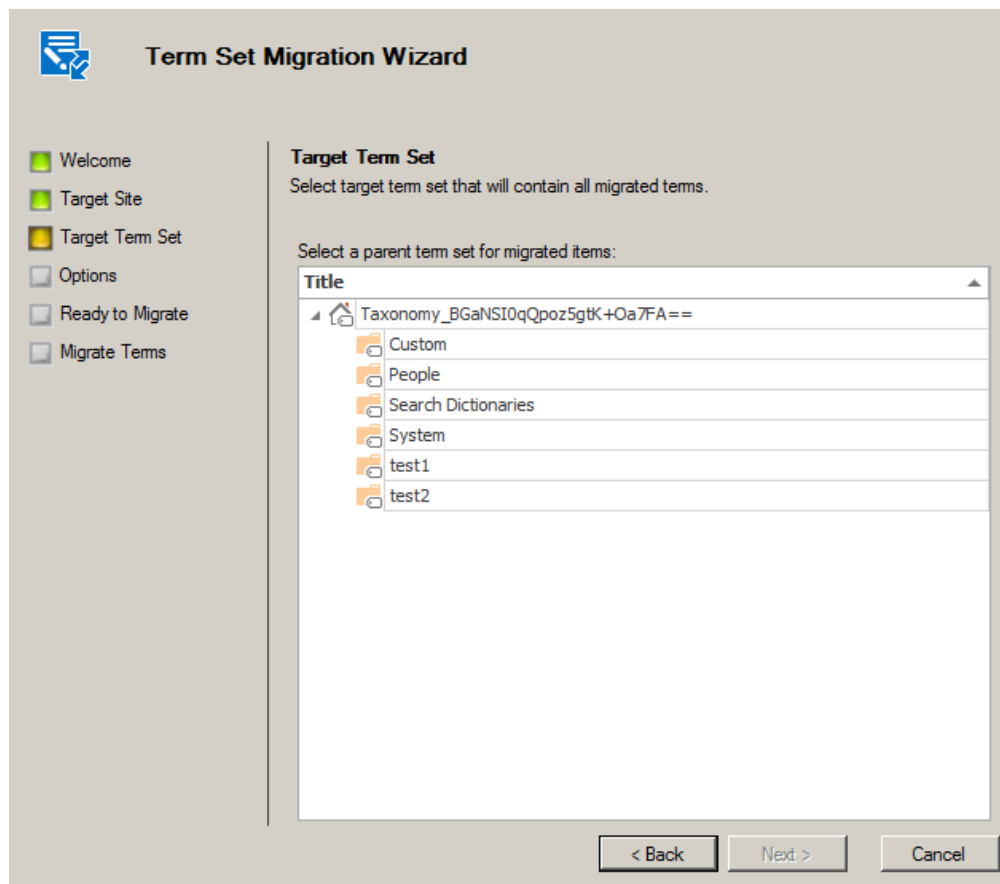 Term Set Migration Wizard
Welcome
Target Site
Target Term Set
Options
Ready to Migrate
Migrate Terms
Target Term Set
Select target term set that will contain all migrated terms.
Select a parent term set for migrated items:
Title
Taxonomy_BGaNSI0qQpoz5gtK+Oa7FA==
Custom
People
Search Dictionaries
System
test1
test2
< Back
Next >
Cancel